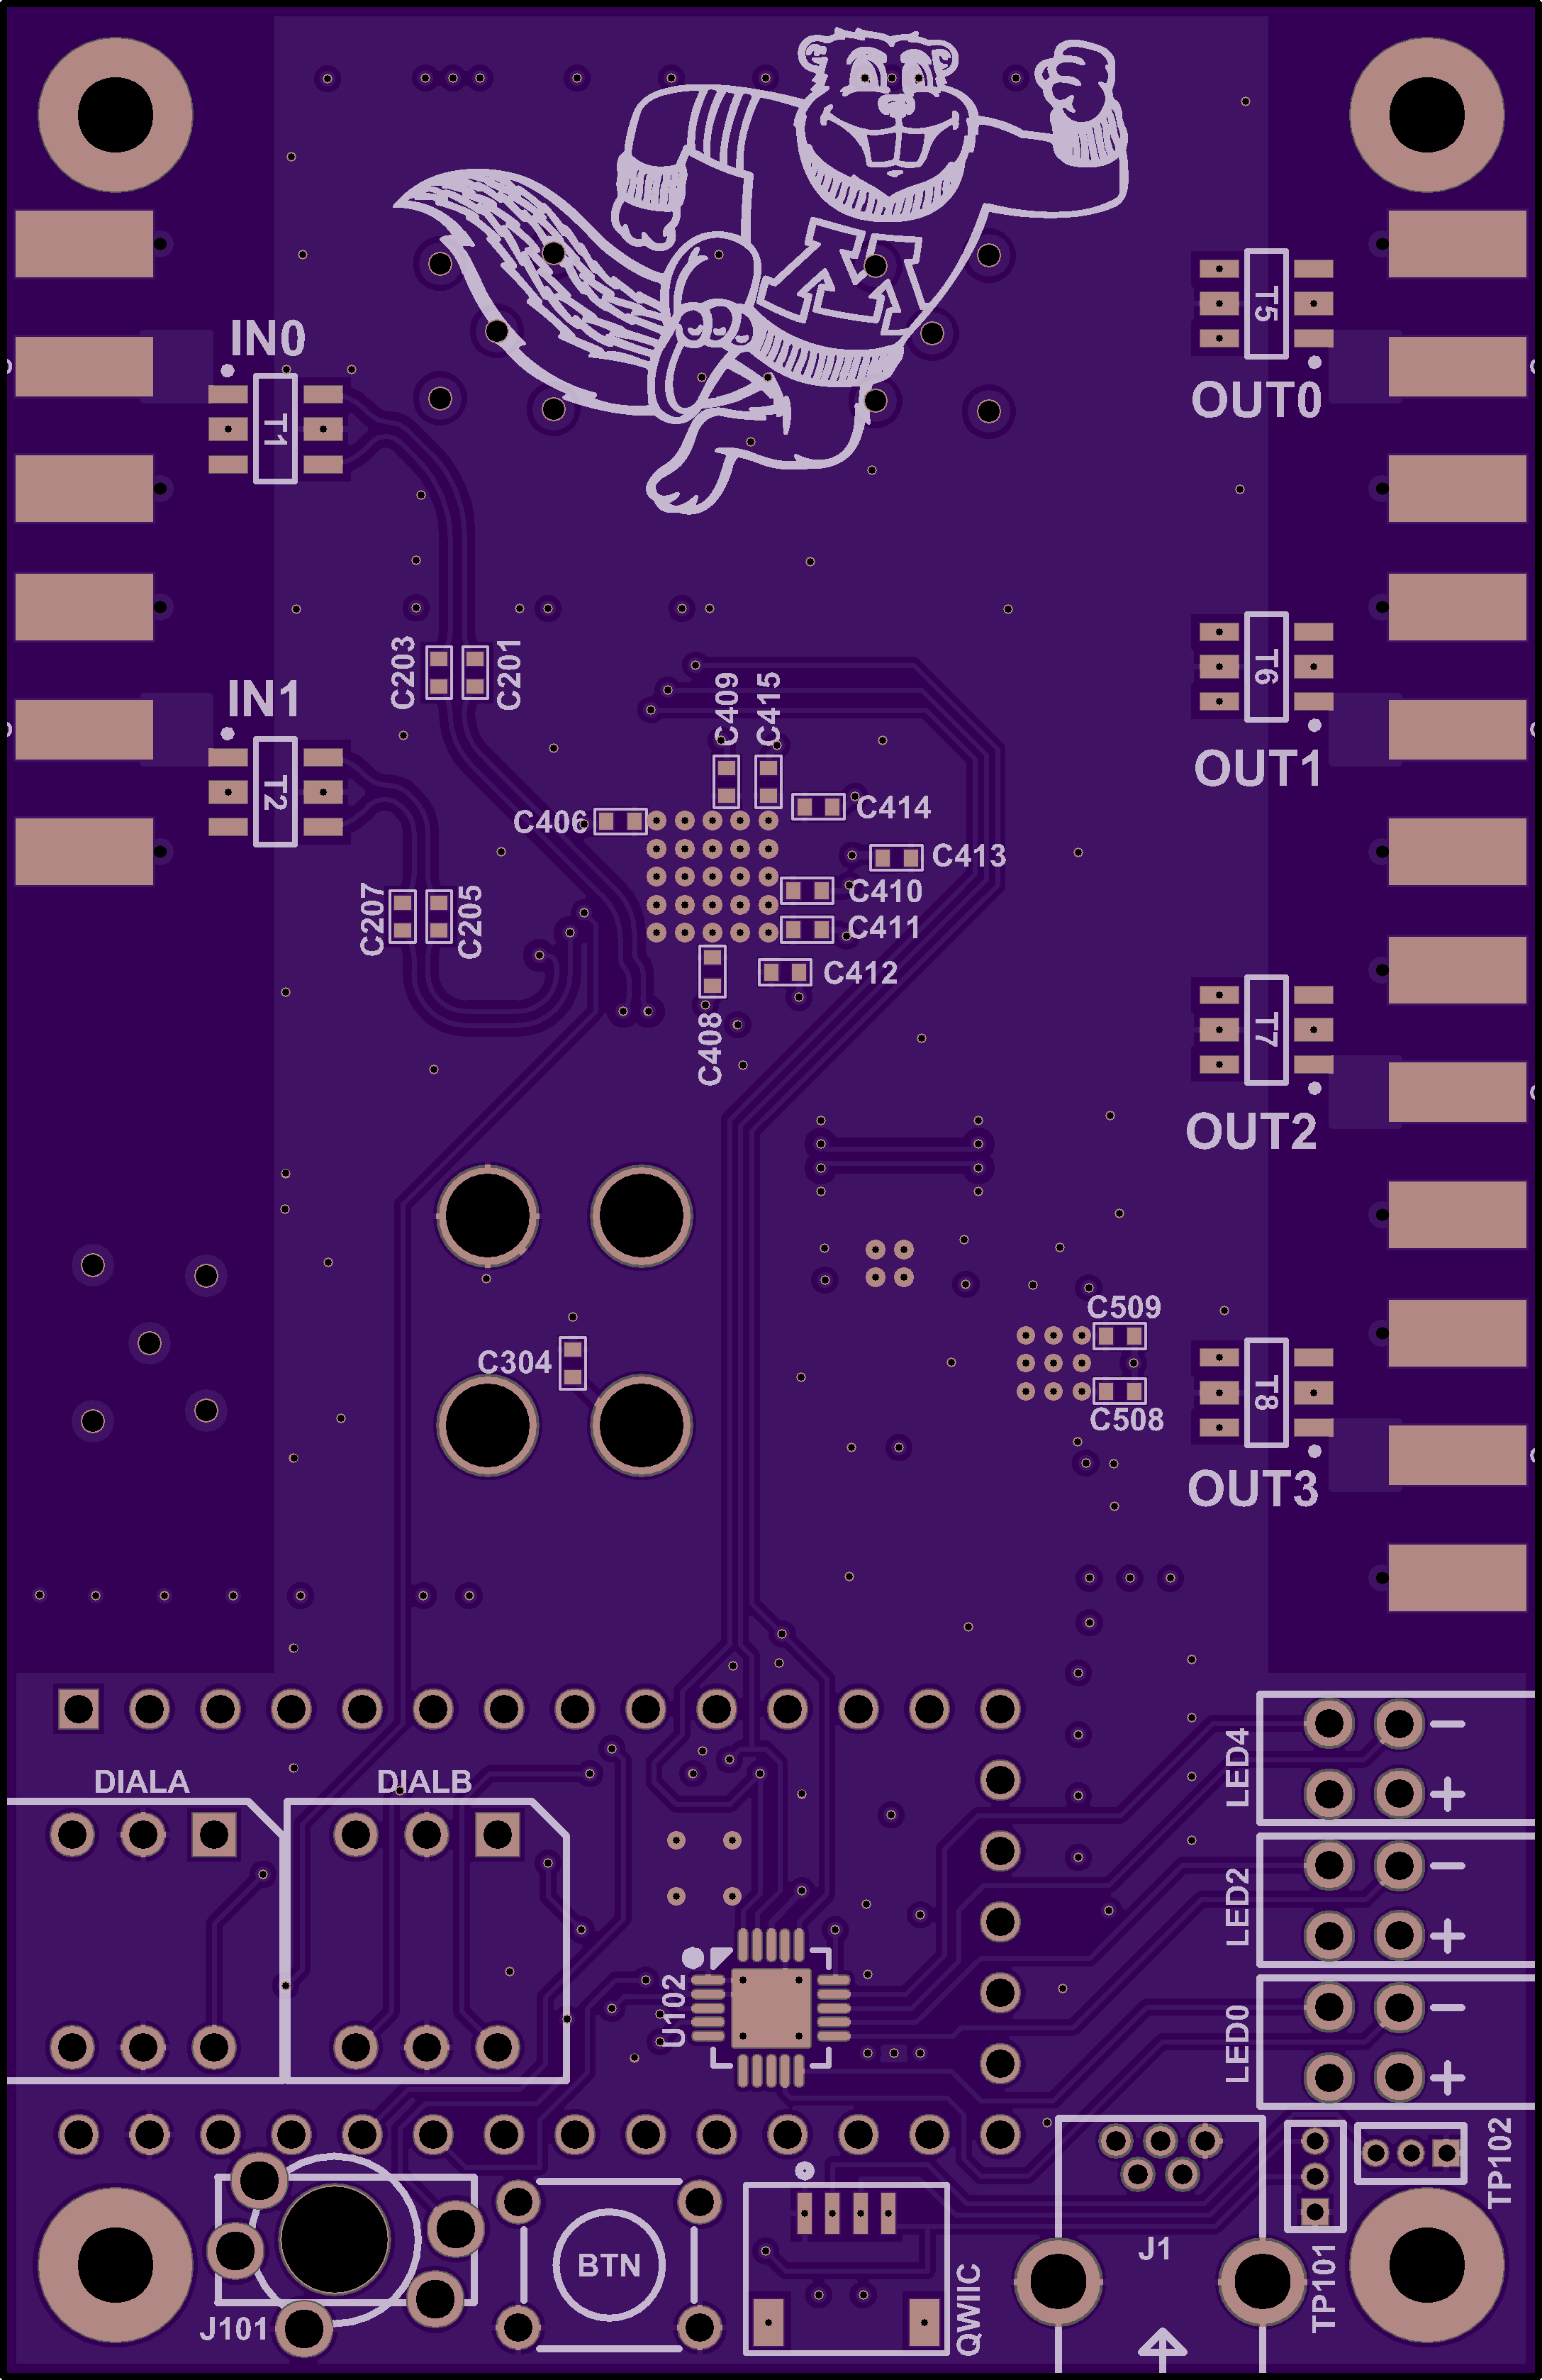 IN0
T1
T5
OUT0
C203
C201
IN1
T2
C409
C415
T6
OUT1
C406
C414
C413
C410
C411
C412
C207
C205
C408
T7
OUT2
C509
C304
C508
T8
OUT3
DIALA
DIALB
LED4
−
+
LED2
−
+
U102
LED0
−
+
TP102
J1
BTN
J101
QWIIC
TP101